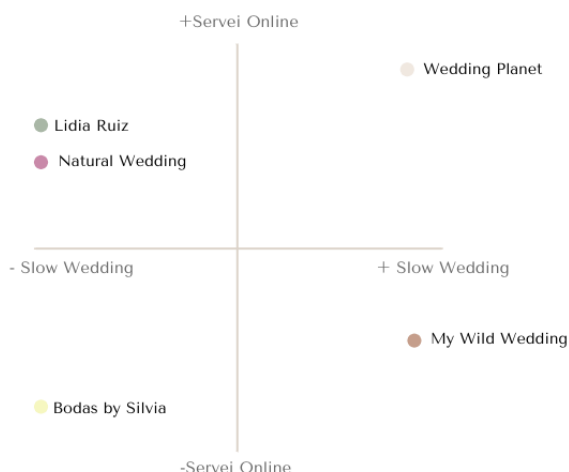 +Servei Online
Wedding Planet
Lidia Ruiz
Natural Wedding
- Slow Wedding
+ Slow Wedding
My Wild Wedding
Bodas by Silvia
-Servei Online